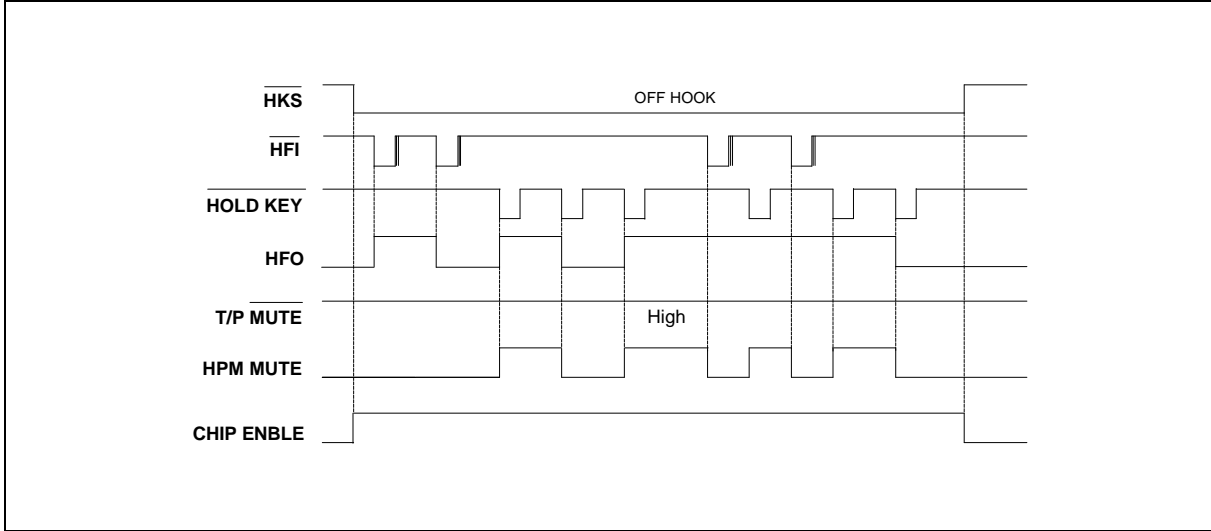 HKS
OFF HOOK
HFI
HOLD KEY
HFO
T/P MUTE
High
HPM MUTE
CHIP ENBLE